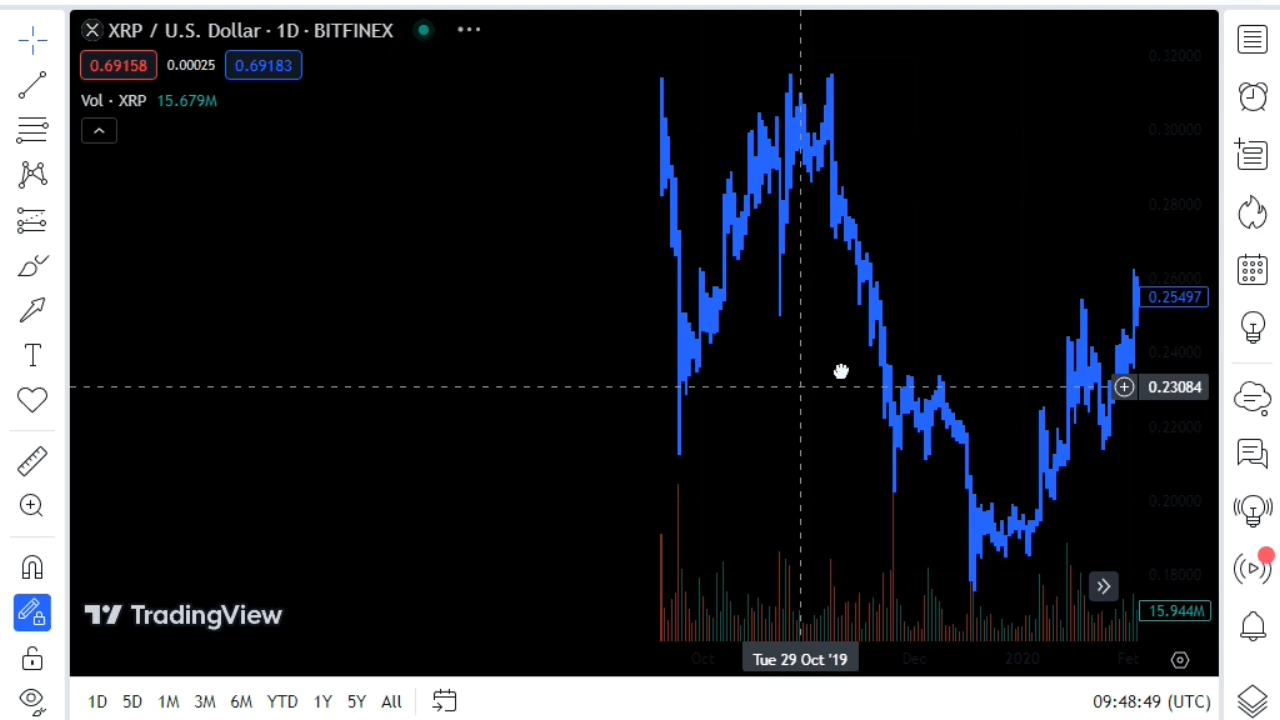 XRP / U.S. Dollar · 1D · BITFINEX
0.69158 0.00025 0.69183
Vol · XRP 15.679M
0.32000
0.30000
0.28000
0.26000
0.25497
0.24000
0.23084
0.22000
0.20000
0.18000
15.944M
TradingView
Oct Tue 29 Oct '19 Dec 2020 Feb
1D 5D 1M 3M 6M YTD 1Y 5Y All 09:48:49 (UTC)